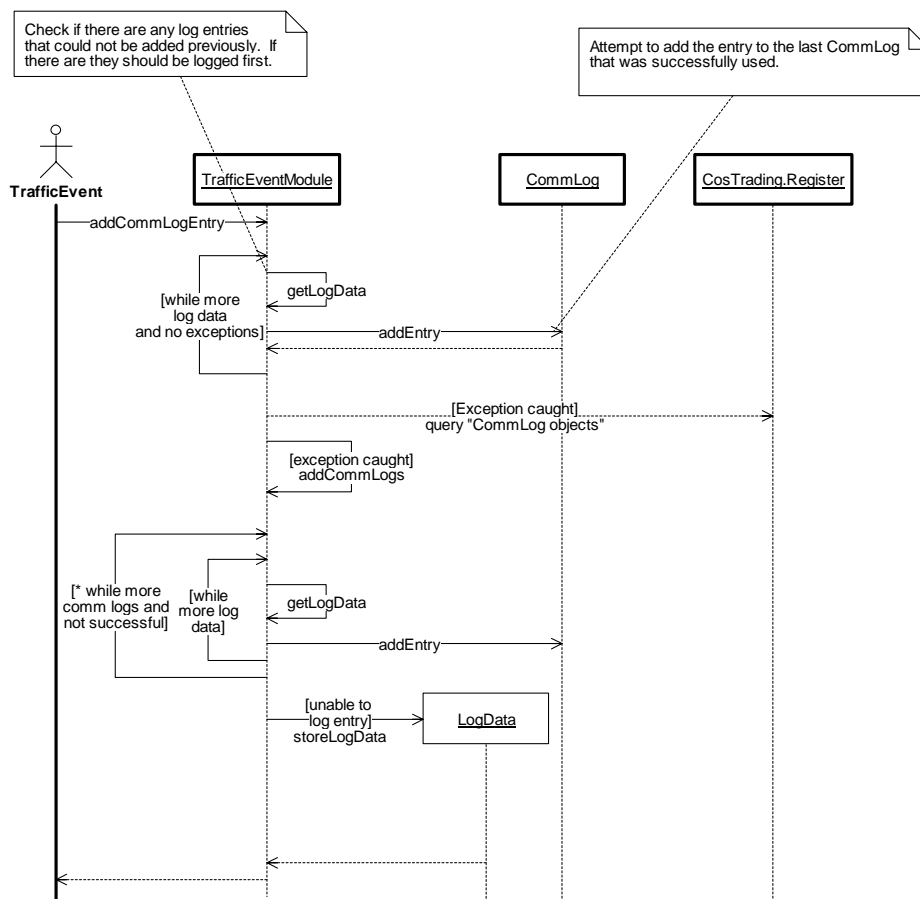 Check if there are any log entries
that could not be added previously.  If
there are they should be logged first.
Attempt to add the entry to the last CommLog
that was successfully used.
TrafficEvent
TrafficEventModule
CommLog
CosTrading.Register
addCommLogEntry
getLogData
[while more
log data
and no exceptions]
addEntry
[Exception caught]
query "CommLog objects"
[exception caught]
addCommLogs
[* while more
comm logs and
not successful]
[while
more log
data]
getLogData
addEntry
[unable to
log entry]
storeLogData
LogData